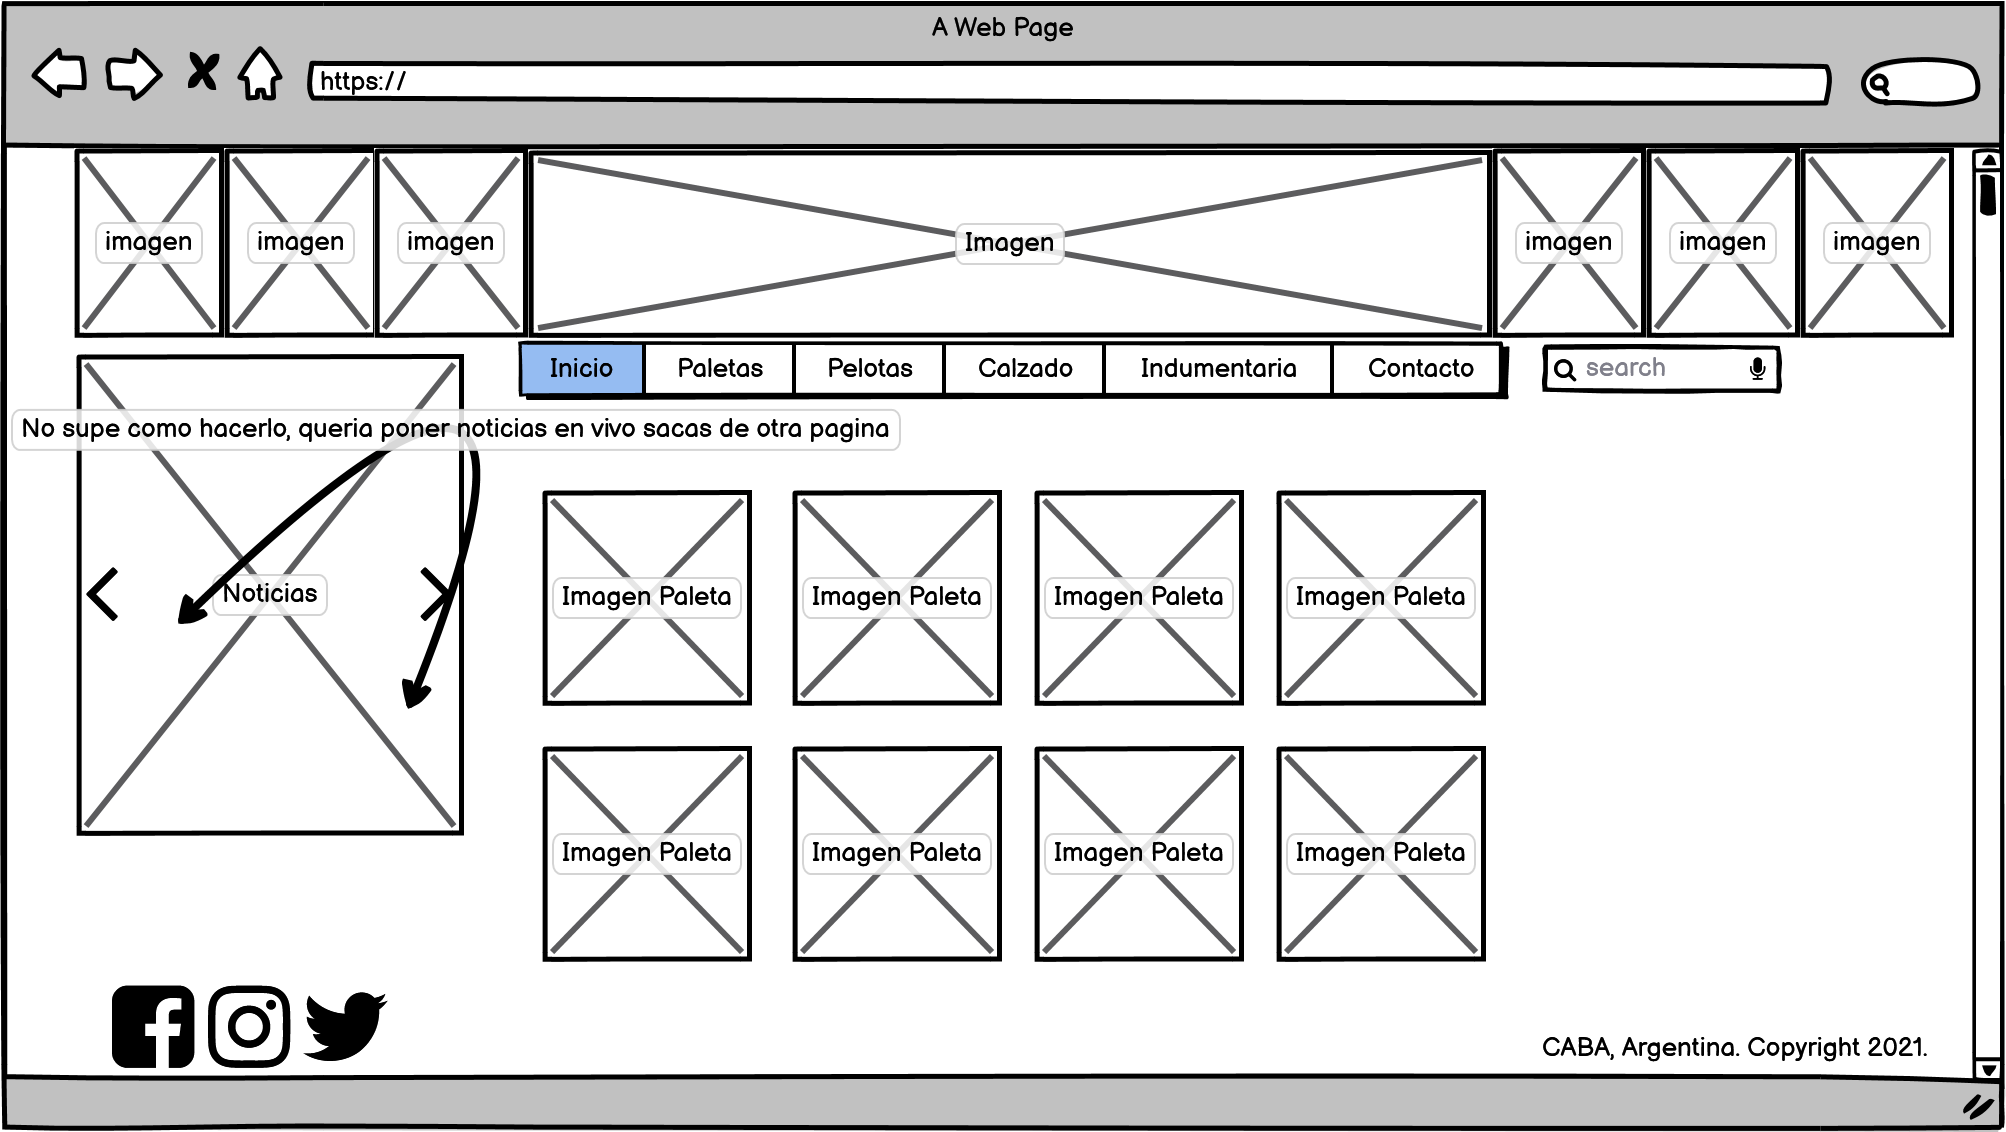 A Web Page
https://
imagen
imagen
imagen
Imagen
imagen
imagen
imagen
Inicio
Paletas
Pelotas
Calzado
Indumentaria
Contacto
search
No supe como hacerlo, queria poner noticias en vivo sacas de otra pagina
Noticias
Imagen Paleta
Imagen Paleta
Imagen Paleta
Imagen Paleta
Imagen Paleta
Imagen Paleta
Imagen Paleta
Imagen Paleta
CABA, Argentina. Copyright 2021.